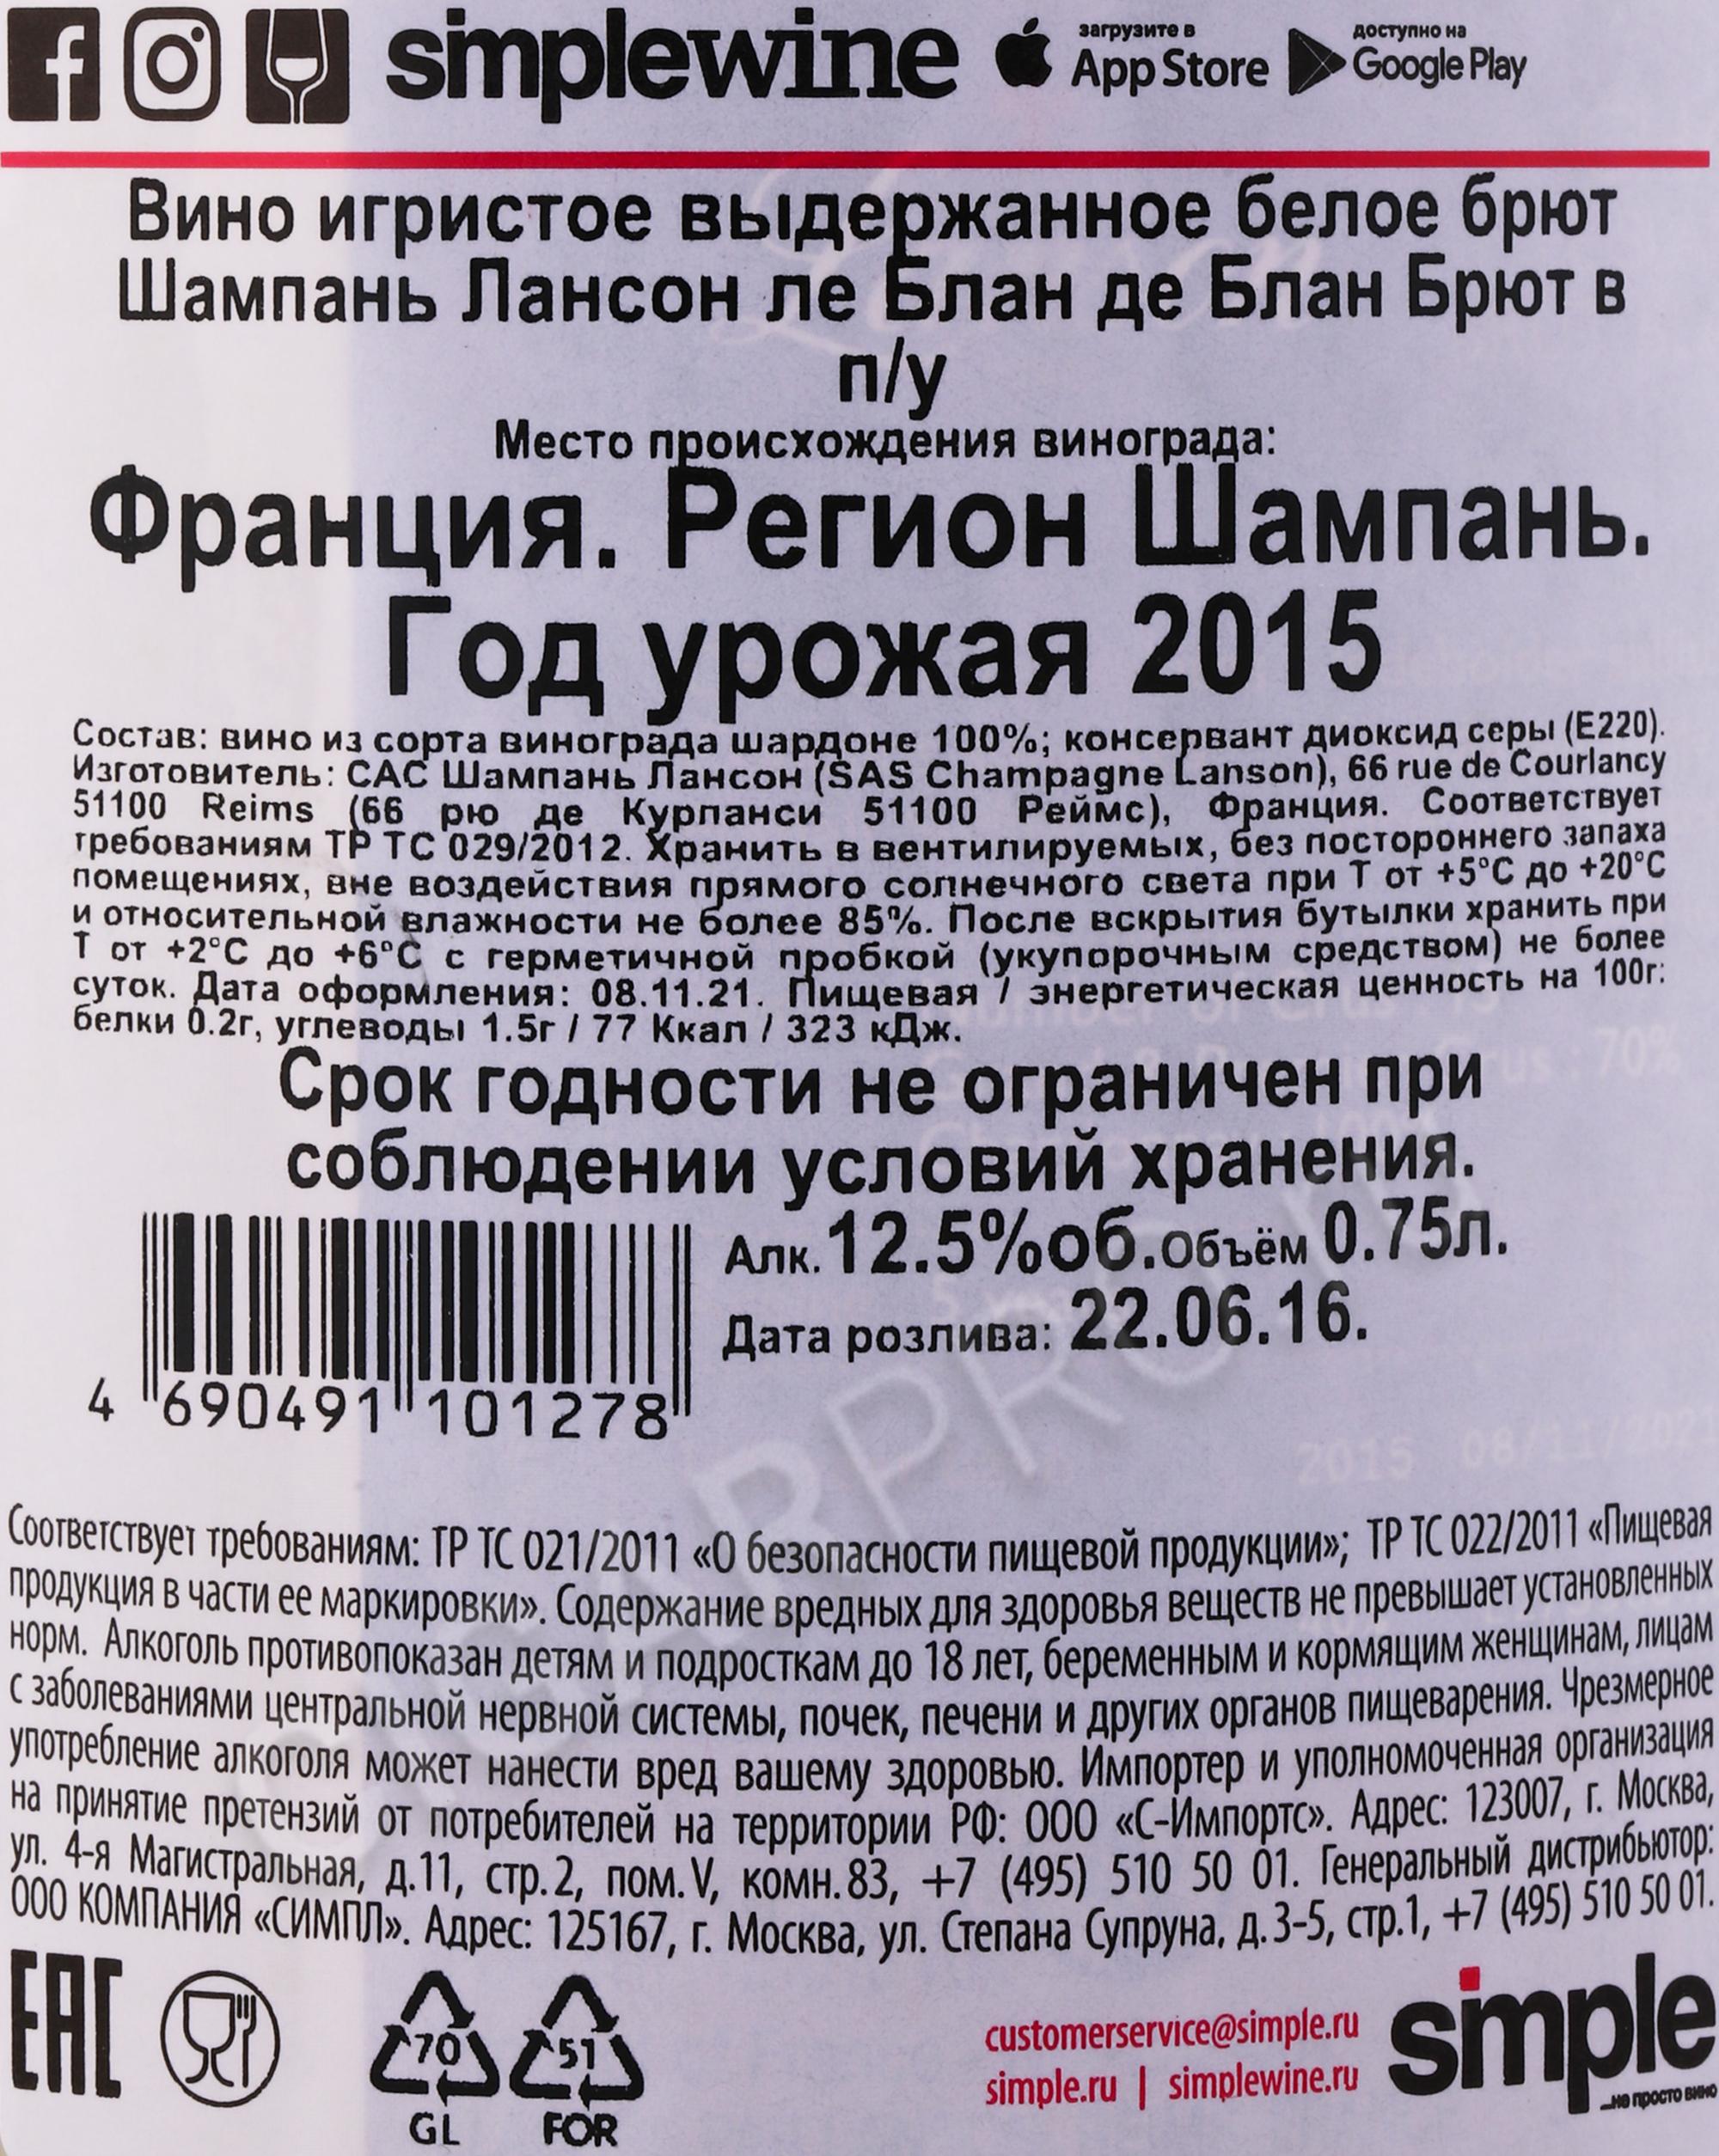 simplewine загрузите в App Store доступно на Google Play
Вино игристое выдержанное белое брют
Шампань Лансон ле Блан де Блан Брют в
п/у
Место происхождения винограда:
Франция. Регион Шампань.
Год урожая 2015
Состав: вино из сорта винограда шардоне 100%; консервант диоксид серы (Е220).
Изготовитель: САС Шампань Лансон (SAS Champagne Lanson), 66 rue de Courlancy
51100 Reims (66 рю де Курланси 51100 Реймс), Франция. Соответствует
требованиям ТР ТС 029/2012. Хранить в вентилируемых, без постороннего запаха
помещениях, вне воздействия прямого солнечного света при Т от +5°С до +20°С
и относительной влажности не более 85%. После вскрытия бутылки хранить при
Т от +2°С до +6°С с герметичной пробкой (укупорочным средством) не более
суток. Дата оформления: 08.11.21. Пищевая / энергетическая ценность на 100г:
белки 0.2г, углеводы 1.5г / 77 Ккал / 323 кДж.
Срок годности не ограничен при
соблюдении условий хранения.
Алк. 12.5%об. Объём 0.75л.
Дата розлива: 22.06.16.
4 690491 101278
2015 08/11/2021
Соответствует требованиям: ТР ТС 021/2011 «О безопасности пищевой продукции»; ТР ТС 022/2011 «Пищевая
продукция в части ее маркировки». Содержание вредных для здоровья веществ не превышает установленных
норм. Алкоголь противопоказан детям и подросткам до 18 лет, беременным и кормящим женщинам, лицам
с заболеваниями центральной нервной системы, почек, печени и других органов пищеварения. Чрезмерное
употребление алкоголя может нанести вред вашему здоровью. Импортер и уполномоченная организация
на принятие претензий от потребителей на территории РФ: ООО «С-Импортс». Адрес: 123007, г. Москва,
ул. 4-я Магистральная, д.11, стр.2, пом.V, комн.83, +7 (495) 510 50 01. Генеральный дистрибьютор:
ООО КОМПАНИЯ «СИМПЛ». Адрес: 125167, г. Москва, ул. Степана Супруна, д.3-5, стр.1, +7 (495) 510 50 01.
ЕАС
70 51
GL FOR
customerservice@simple.ru
simple.ru | simplewine.ru
simple
...не просто вино